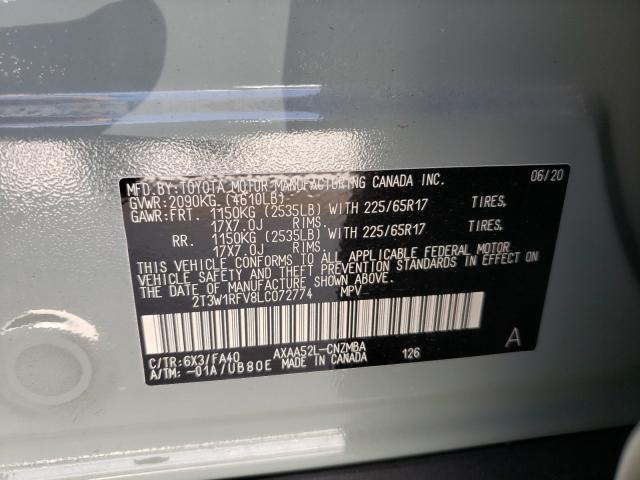 MFD.BY:TOYOTA MOTOR MANUFACTURING CANADA INC. 06/20
GVWR:2090KG (4610LB)
GAWR:FRT. 1150KG (2535LB) WITH 225/65R17 TIRES,
17X7.0J RIMS.
RR. 1150KG (2535LB) WITH 225/65R17 TIRES,
17X7.0J RIMS.
THIS VEHICLE CONFORMS TO ALL APPLICABLE FEDERAL MOTOR
VEHICLE SAFETY AND THEFT PREVENTION STANDARDS IN EFFECT ON
THE DATE OF MANUFACTURE SHOWN ABOVE.
2T3W1RFV8LC072774 MPV
C/TR:6X3/FA40 AXAA52L-CNZMBA 126 A
A/TM:-01A/UB80E MADE IN CANADA